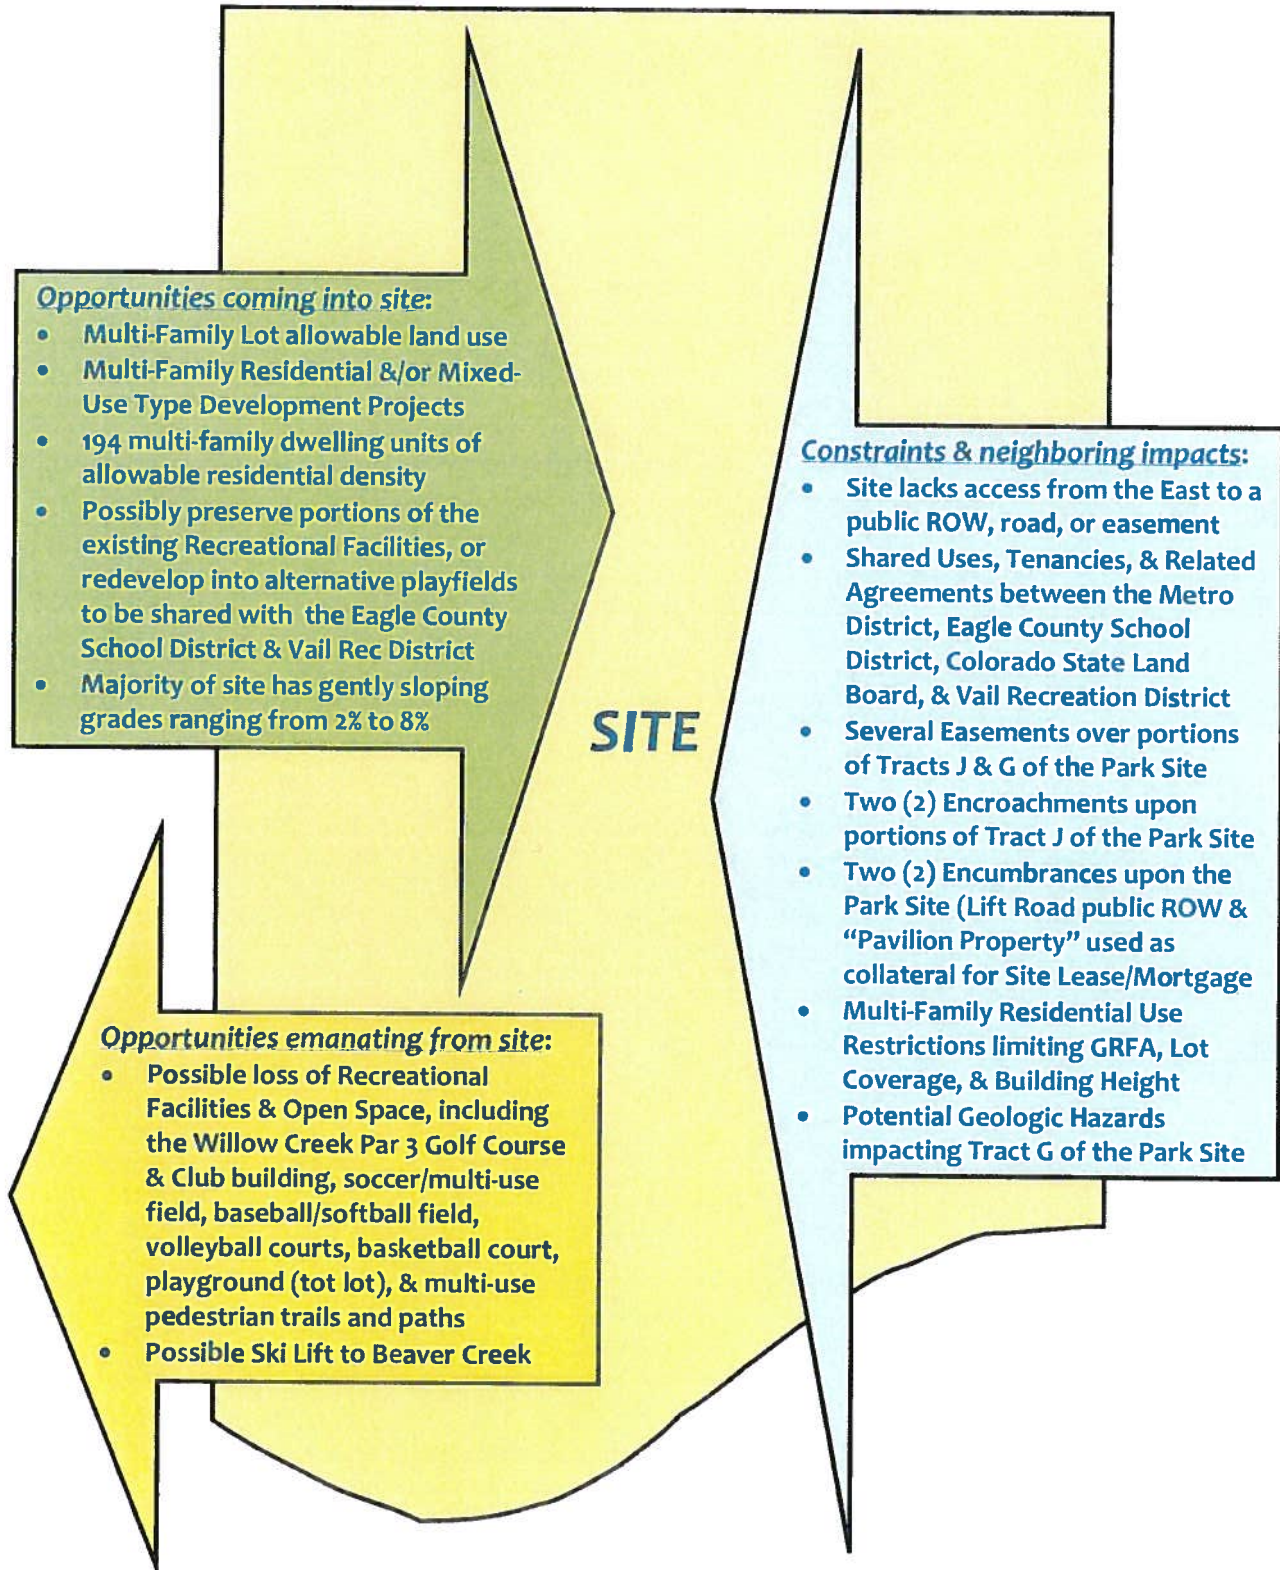 Opportunities coming into site:
• Multi-Family Lot allowable land use
• Multi-Family Residential &/or Mixed-
Use Type Development Projects
• 194 multi-family dwelling units of
allowable residential density
• Possibly preserve portions of the
existing Recreational Facilities, or
redevelop into alternative playfields
to be shared with the Eagle County
School District & Vail Rec District
• Majority of site has gently sloping
grades ranging from 2% to 8%
SITE
Constraints & neighboring impacts:
• Site lacks access from the East to a
public ROW, road, or easement
• Shared Uses, Tenancies, & Related
Agreements between the Metro
District, Eagle County School
District, Colorado State Land
Board, & Vail Recreation District
• Several Easements over portions
of Tracts J & G of the Park Site
• Two (2) Encroachments upon
portions of Tract J of the Park Site
• Two (2) Encumbrances upon the
Park Site (Lift Road public ROW &
“Pavilion Property” used as
collateral for Site Lease/Mortgage
• Multi-Family Residential Use
Restrictions limiting GRFA, Lot
Coverage, & Building Height
• Potential Geologic Hazards
impacting Tract G of the Park Site
Opportunities emanating from site:
• Possible loss of Recreational
Facilities & Open Space, including
the Willow Creek Par 3 Golf Course
& Club building, soccer/multi-use
field, baseball/softball field,
volleyball courts, basketball court,
playground (tot lot), & multi-use
pedestrian trails and paths
• Possible Ski Lift to Beaver Creek